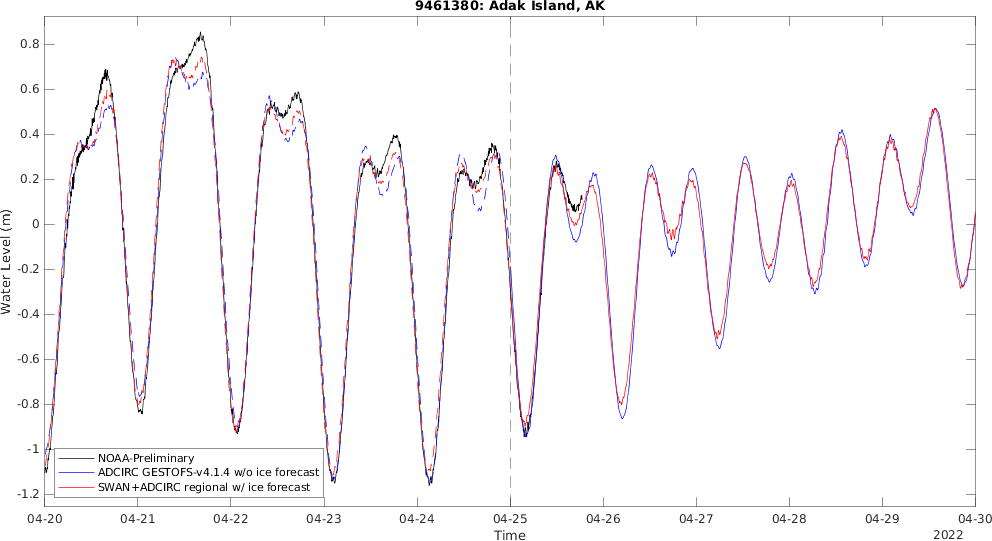 9461380: Adak Island, AK
Water Level (m)
0.8
0.6
0.4
0.2
0
-0.2
-0.4
-0.6
-0.8
-1
-1.2
NOAA-Preliminary
ADCIRC GESTOFS-v4.1.4 w/o ice forecast
SWAN+ADCIRC regional w/ ice forecast
04-20 04-21 04-22 04-23 04-24 04-25 04-26 04-27 04-28 04-29 04-30
Time
2022